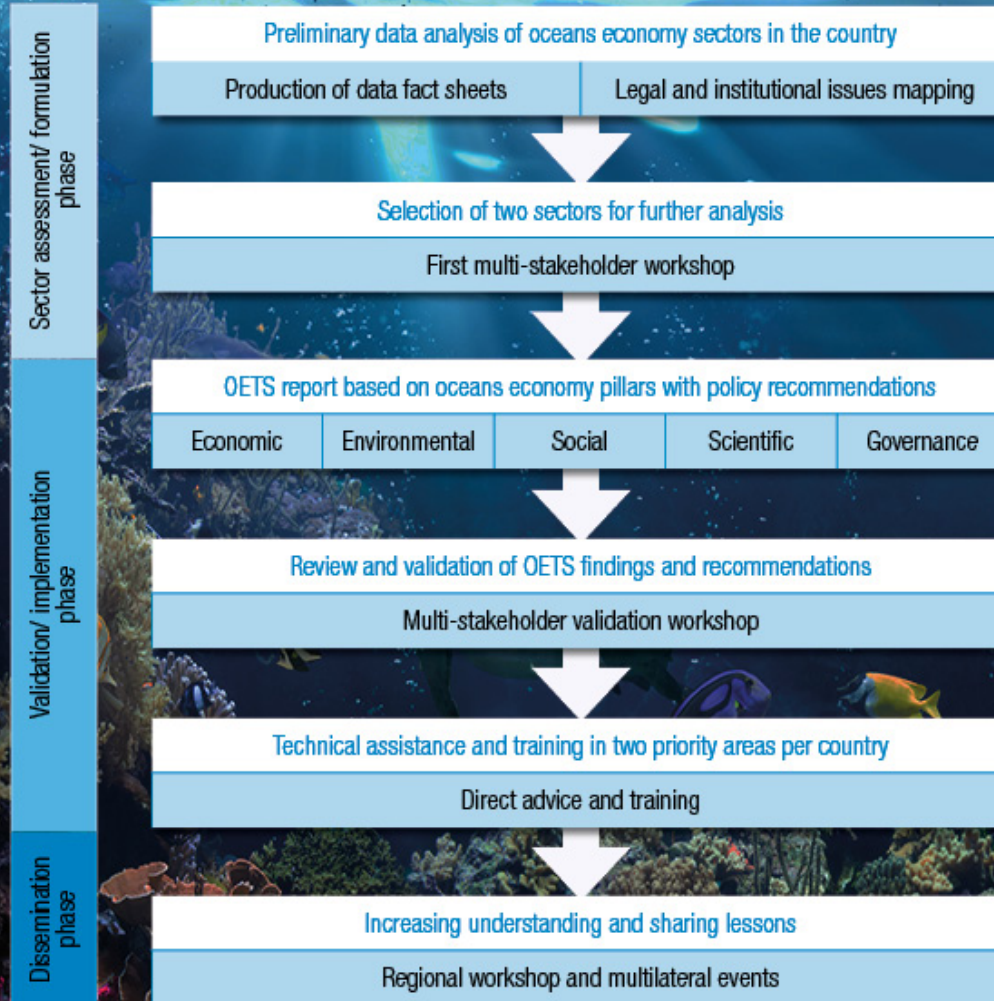 Sector assessment/ formulation
phase
Preliminary data analysis of oceans economy sectors in the country
Production of data fact sheets
Legal and institutional issues mapping
Selection of two sectors for further analysis
First multi-stakeholder workshop
Validation/ implementation
phase
OETS report based on oceans economy pillars with policy recommendations
Economic
Environmental
Social
Scientific
Governance
Review and validation of OETS findings and recommendations
Multi-stakeholder validation workshop
Technical assistance and training in two priority areas per country
Direct advice and training
Dissemination
phase
Increasing understanding and sharing lessons
Regional workshop and multilateral events